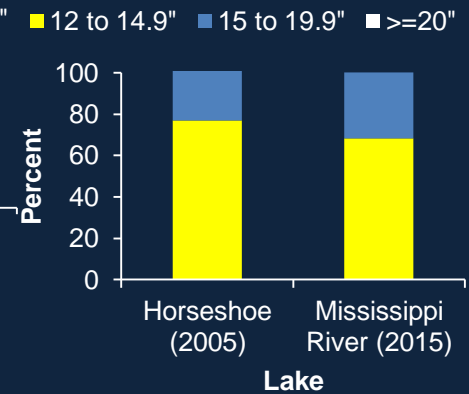 " 12 to 14.9" 15 to 19.9" >=20"
100
80
60
40
20
0
Percent
Horseshoe (2005)
Mississippi River (2015)
Lake